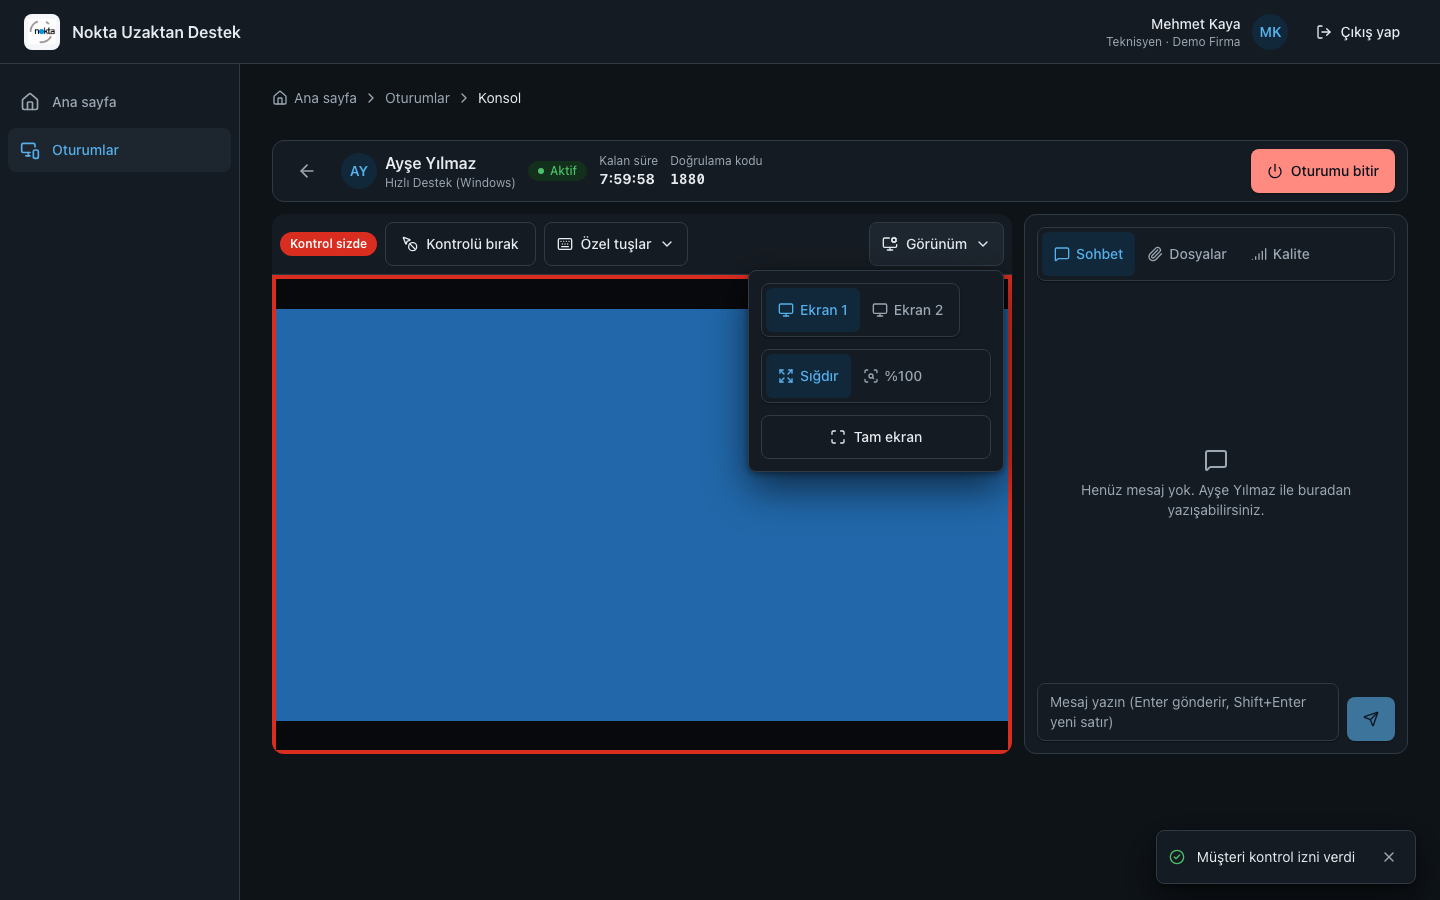 nokta
Nokta Uzaktan Destek
Mehmet Kaya
Teknisyen · Demo Firma
MK
Çıkış yap
Ana sayfa
Oturumlar
Ana sayfa
Oturumlar
Konsol
AY
Ayşe Yılmaz
Hızlı Destek (Windows)
Aktif
Kalan süre
7:59:58
Doğrulama kodu
1880
Oturumu bitir
Kontrol sizde
Kontrolü bırak
Özel tuşlar
Görünüm
Ekran 1
Ekran 2
Sığdır
%100
Tam ekran
Sohbet
Dosyalar
Kalite
Henüz mesaj yok. Ayşe Yılmaz ile buradan
yazışabilirsiniz.
Mesaj yazın (Enter gönderir, Shift+Enter
yeni satır)
Müşteri kontrol izni verdi